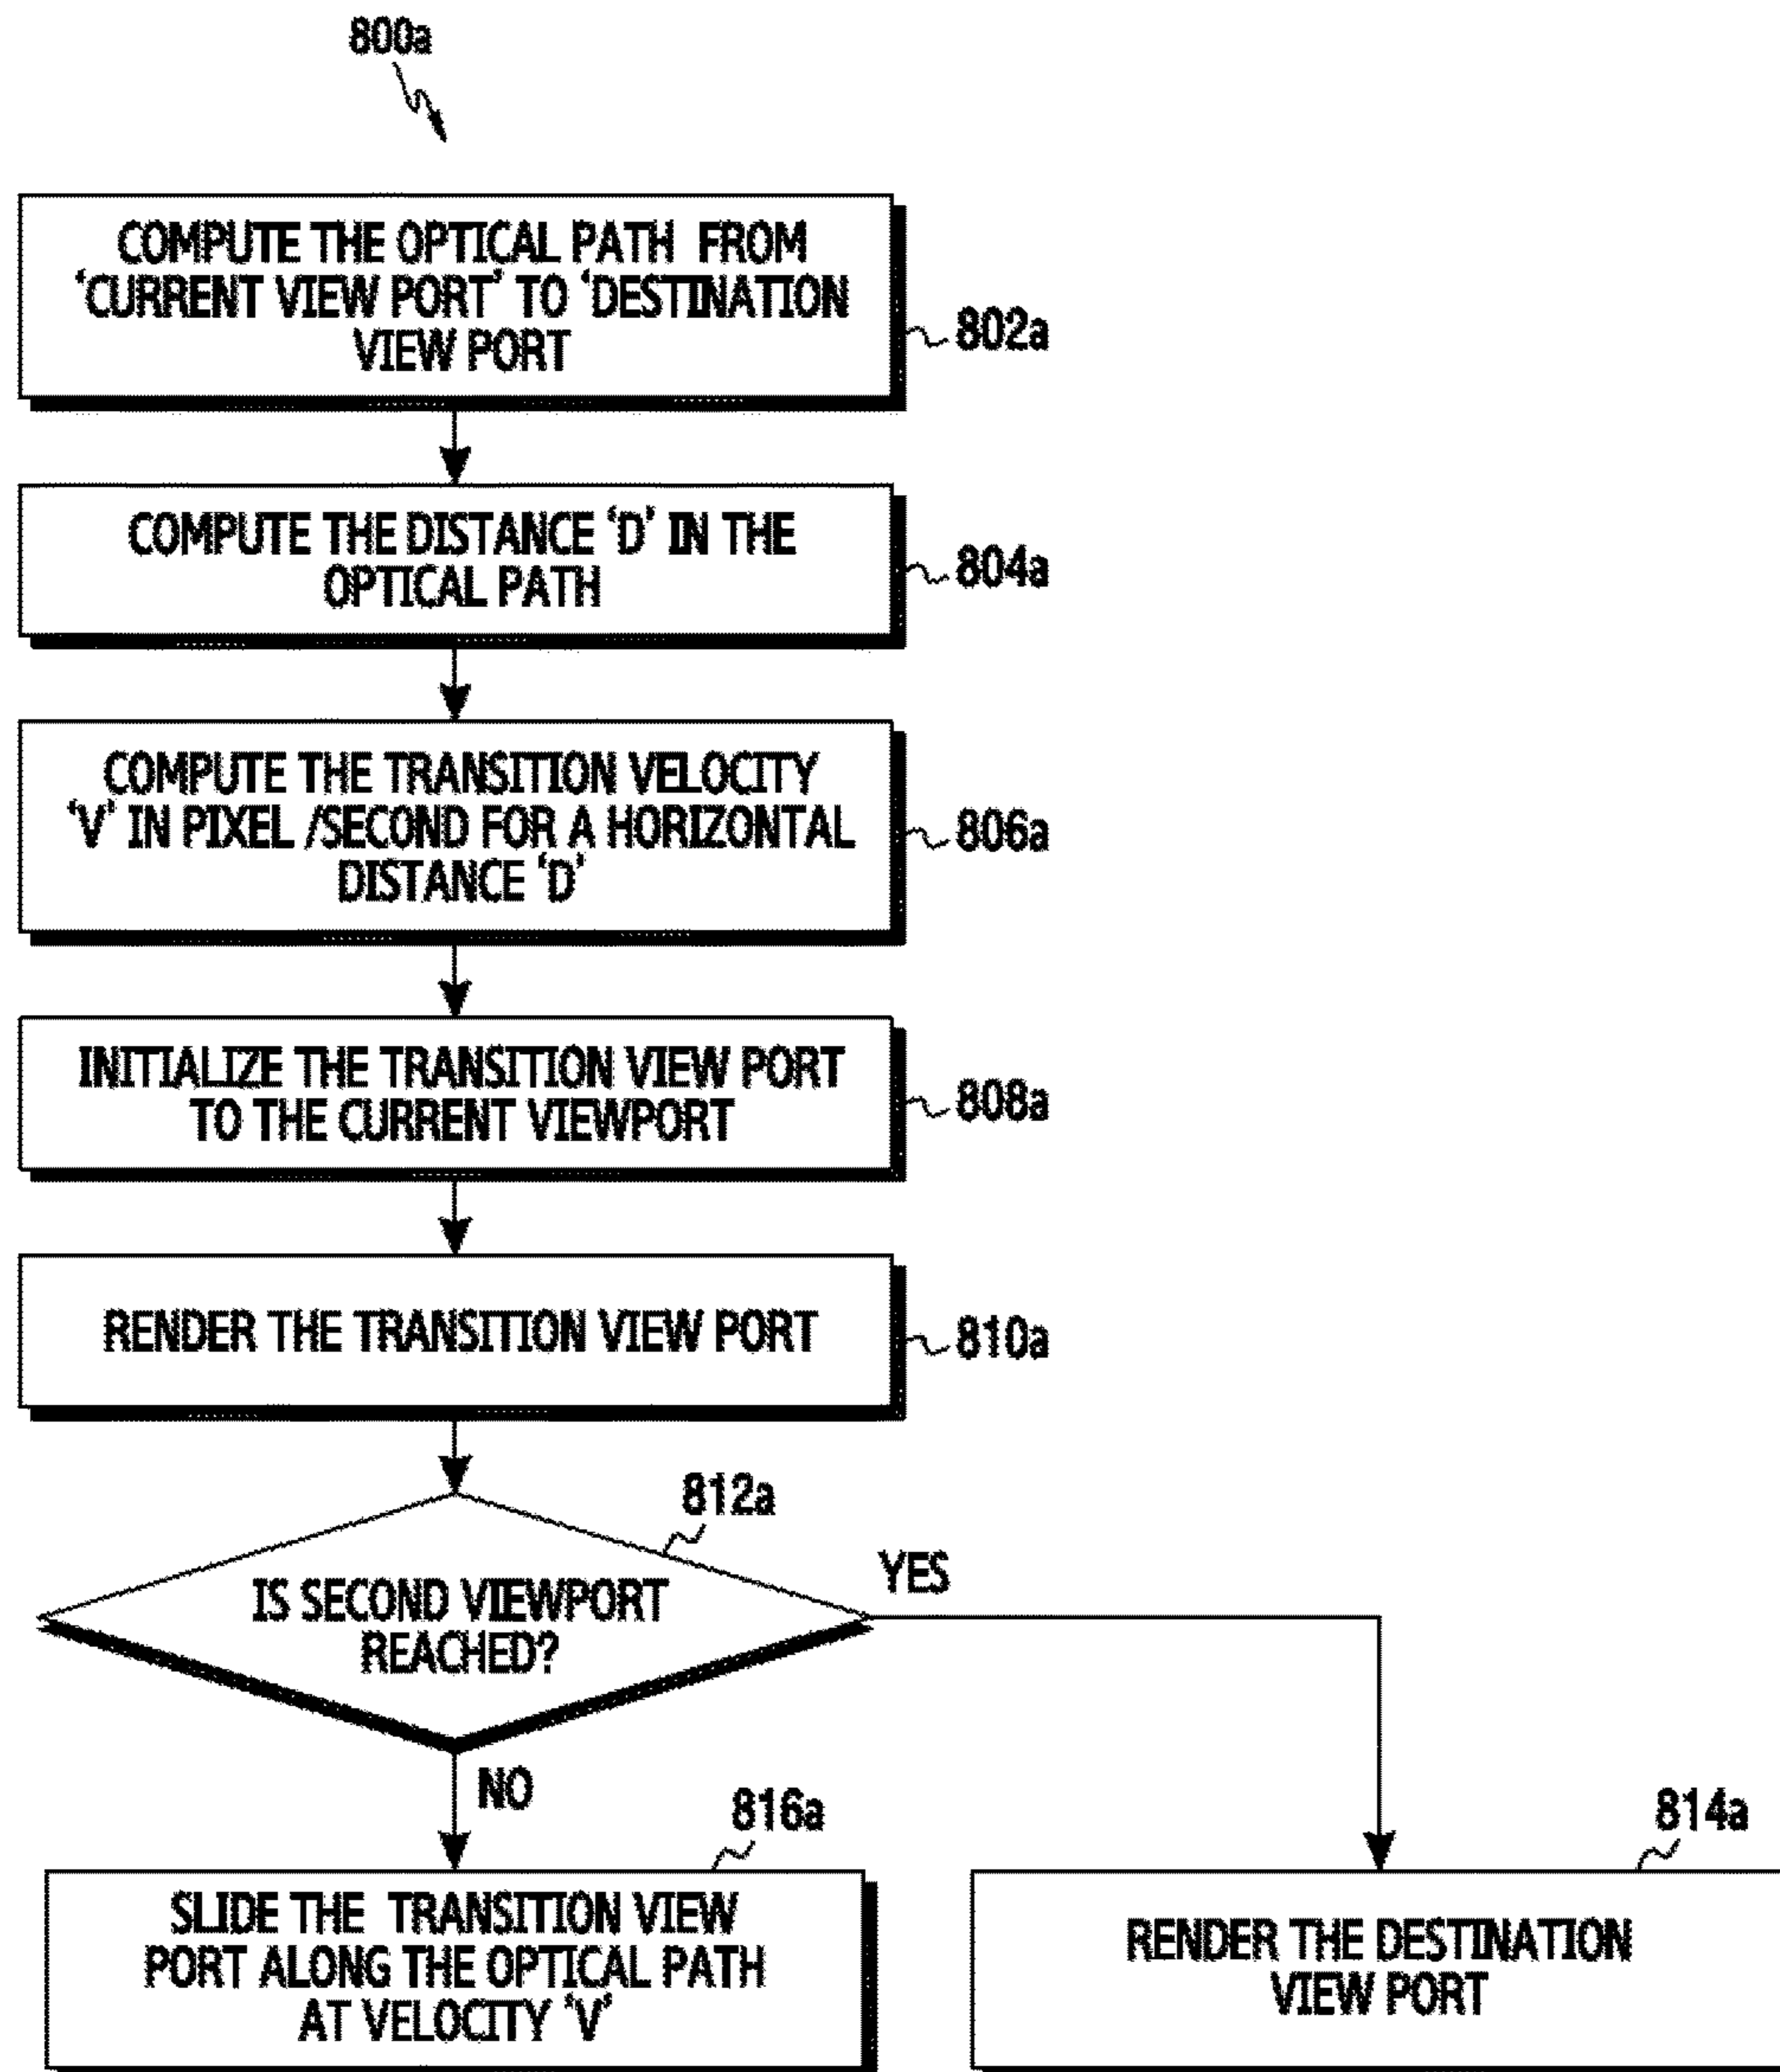 800a
COMPUTE THE OPTICAL PATH FROM
'CURRENT VIEW PORT' TO 'DESTINATION
VIEW PORT
802a
COMPUTE THE DISTANCE 'D' IN THE
OPTICAL PATH
804a
COMPUTE THE TRANSITION VELOCITY
'V' IN PIXEL /SECOND FOR A HORIZONTAL
DISTANCE 'D'
806a
INITIALIZE THE TRANSITION VIEW PORT
TO THE CURRENT VIEWPORT
808a
RENDER THE TRANSITION VIEW PORT
810a
812a
IS SECOND VIEWPORT
REACHED?
YES
NO
816a
SLIDE THE TRANSITION VIEW
PORT ALONG THE OPTICAL PATH
AT VELOCITY 'V'
814a
RENDER THE DESTINATION
VIEW PORT